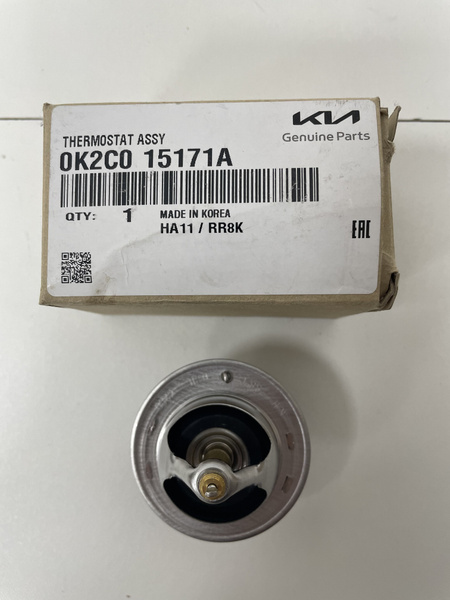 KIA
Genuine Parts
THERMOSTAT ASSY
0K2C0 15171A
QTY: 1 MADE IN KOREA
HA11 / RR8K
EAC